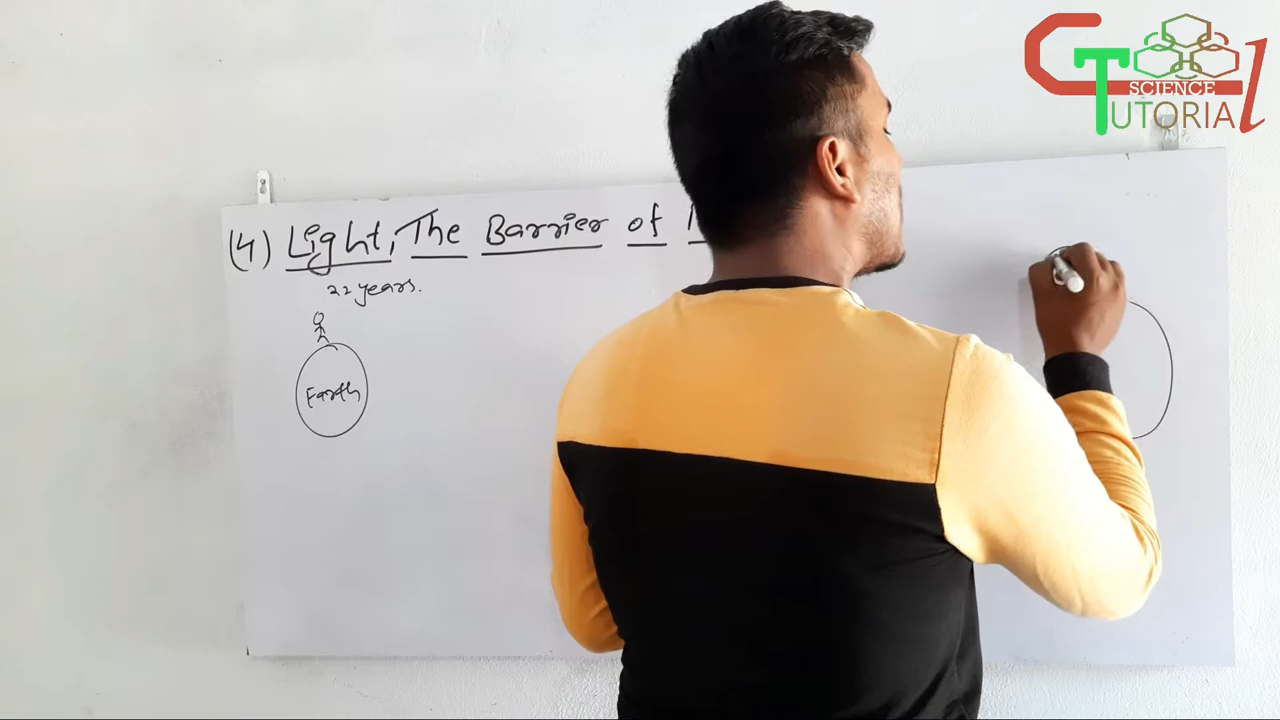 (4) Light, The Barrier of
22 years.
Earth
SCIENCE
TUTORIAl